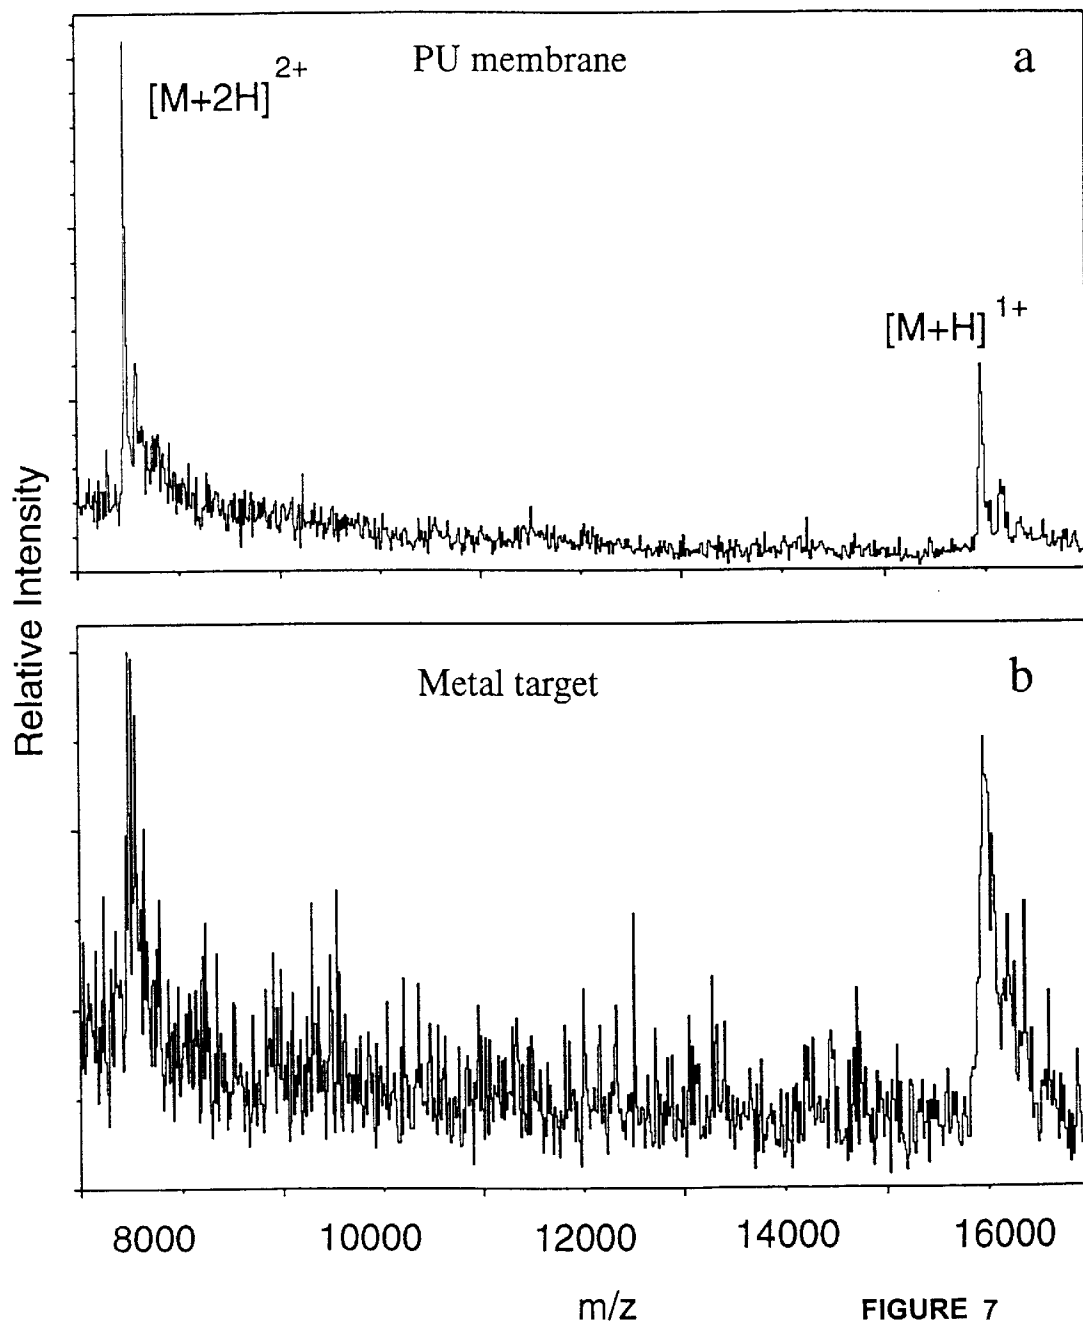 PU membrane
a
[M+2H]2+
[M+H]1+
Relative Intensity
Metal target
b
8000 10000 12000 14000 16000
m/z
FIGURE 7